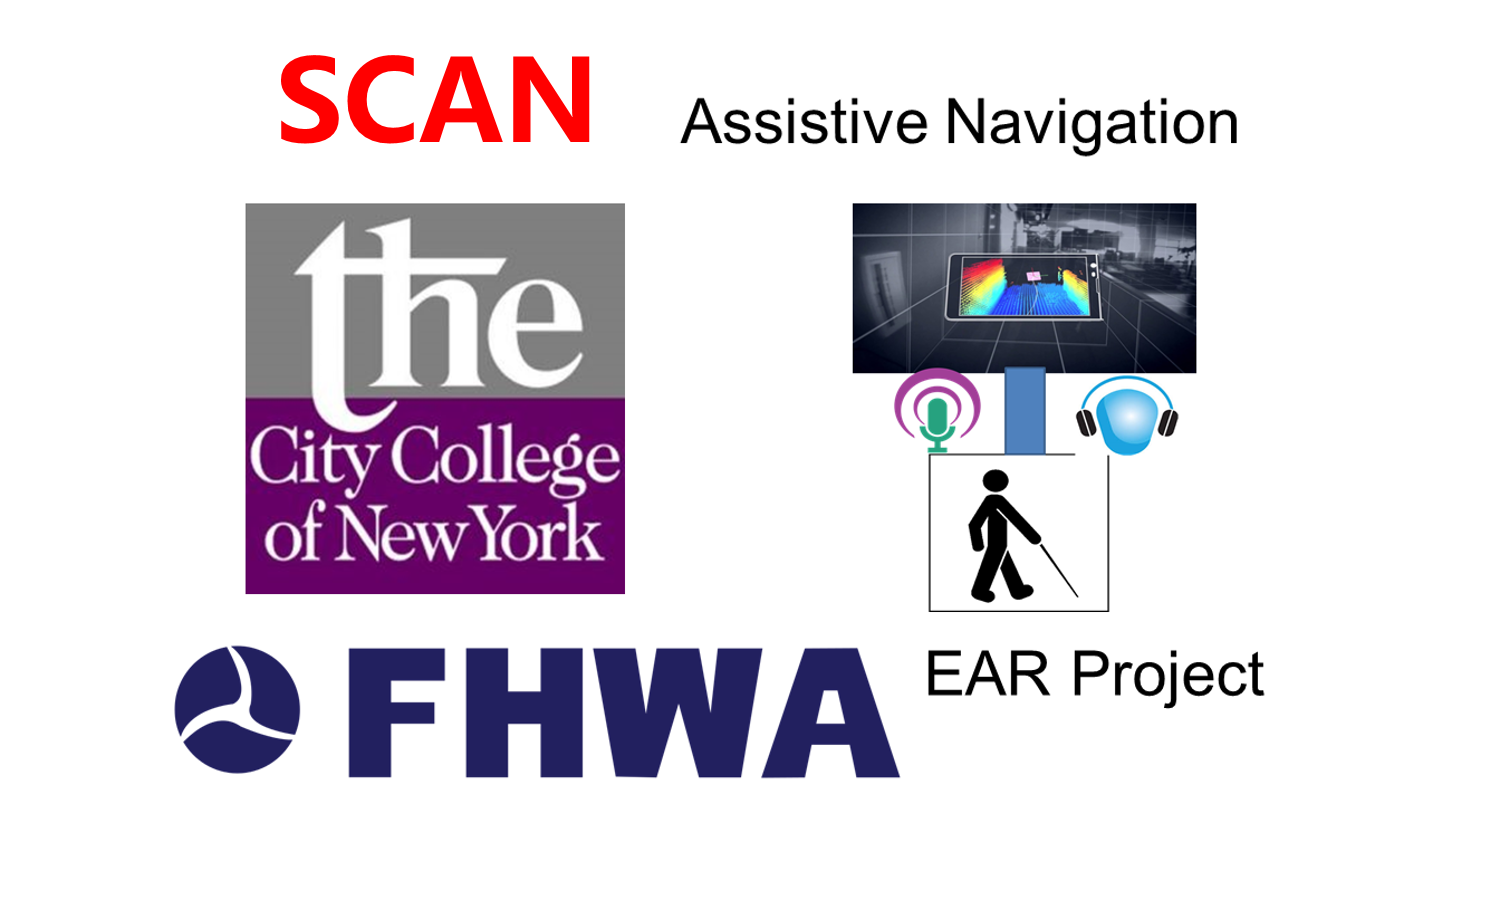 SCAN
Assistive Navigation
the
City College
of New York
FHWA
EAR Project